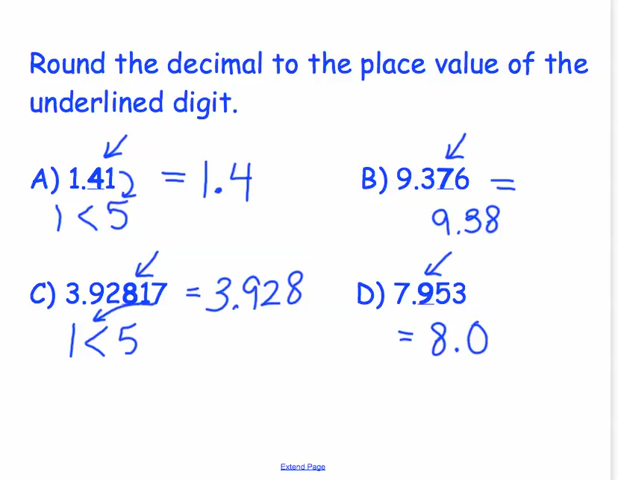 Round the decimal to the place value of the
underlined digit.
A) 1.41 = 1.4
1 < 5
B) 9.376 =
9.38
C) 3.92817 = 3.928
1 < 5
D) 7.953
= 8.0
Extend Page